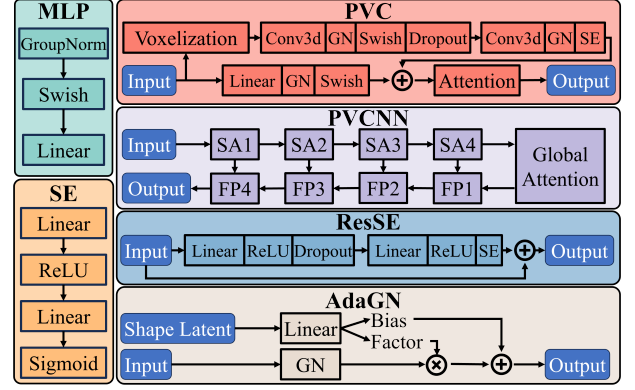 MLP
GroupNorm
Swish
Linear
SE
Linear
ReLU
Linear
Sigmoid
PVC
Voxelization Conv3d GN Swish Dropout Conv3d GN SE
Input Linear GN Swish Attention Output
PVCNN
Input SA1 SA2 SA3 SA4
Global
Attention
Output FP4 FP3 FP2 FP1
ResSE
Input Linear ReLU Dropout Linear ReLU SE Output
AdaGN
Shape Latent Linear Bias
Factor
Input GN Output